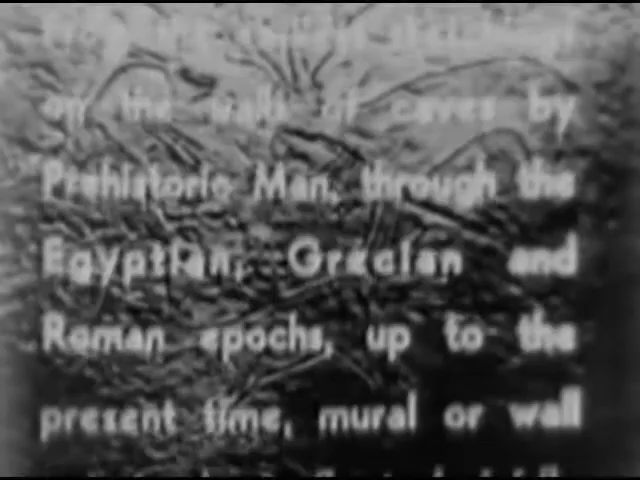 on the walls of caves by
Prehistoric Man, through the
Egyptian, Grecian and
Roman epochs, up to the
present time, mural or wall